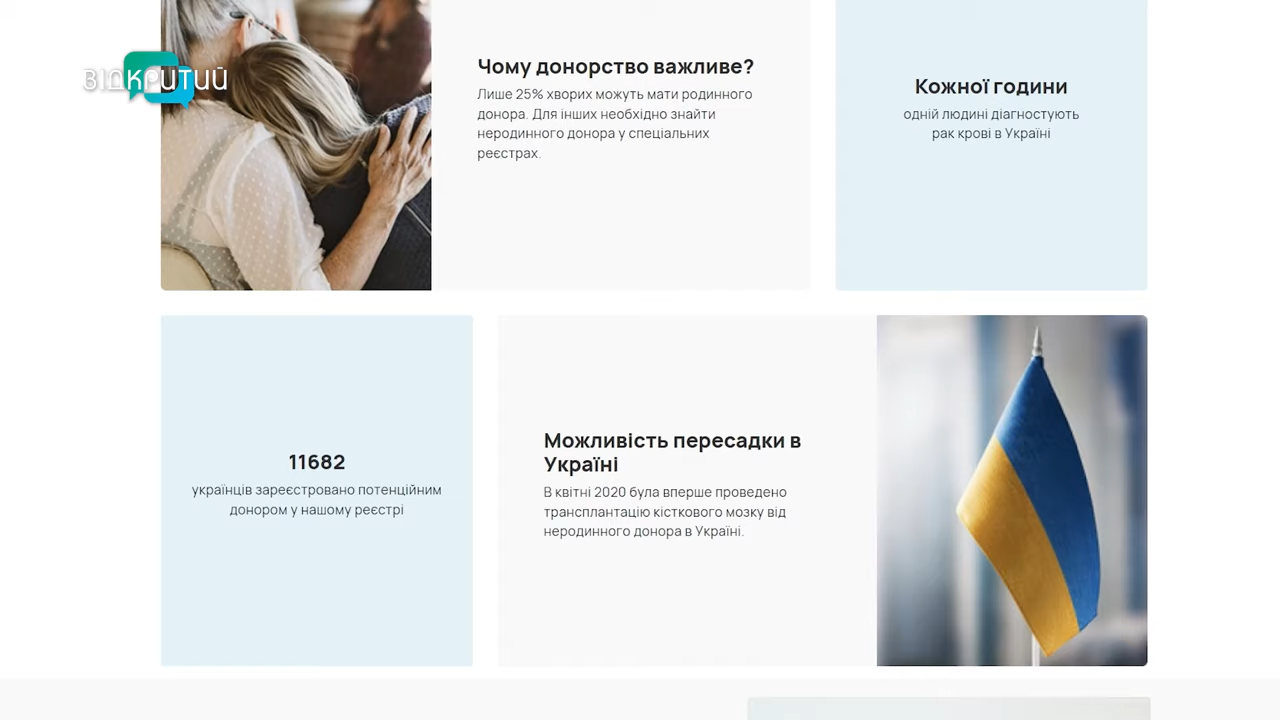 ВІДКРИТИЙ
Чому донорство важливе?
Лише 25% хворих можуть мати родинного
донора. Для інших необхідно знайти
неродинного донора у спеціальних
реєстрах.
Кожної години
одній людині діагностують
рак крові в Україні
11682
українців зареєстровано потенційним
донором у нашому реєстрі
Можливість пересадки в
Україні
В квітні 2020 була вперше проведено
трансплантацію кісткового мозку від
неродинного донора в Україні.